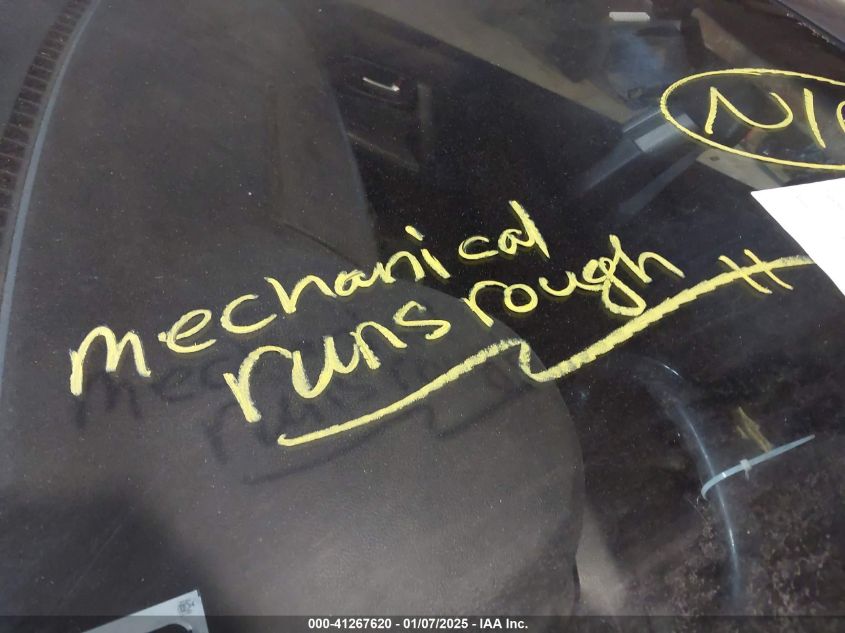 mechanical
runs rough
000-41267620 - 01/07/2025 - IAA Inc.